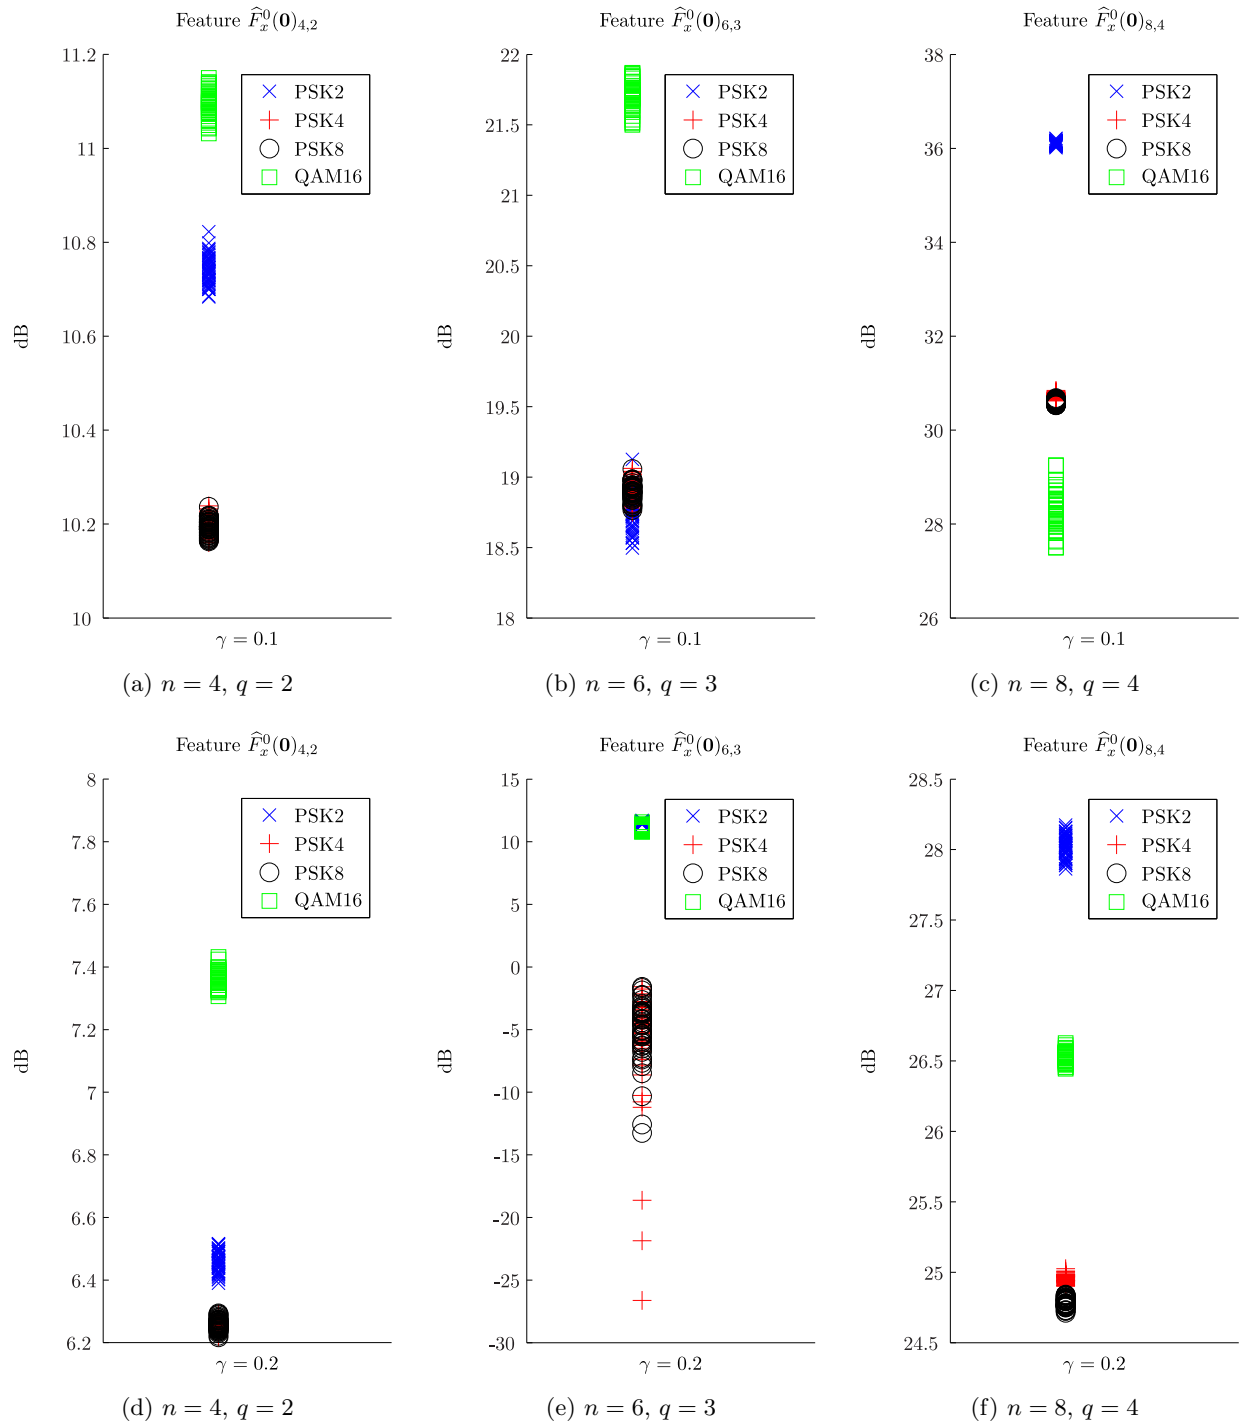 Feature F̂ₓ⁰(𝟎)₄,₂
11.2
11
10.8
10.6
10.4
10.2
10
dB
PSK2
PSK4
PSK8
QAM16
γ = 0.1
(a) n = 4, q = 2
Feature F̂ₓ⁰(𝟎)₆,₃
22
21.5
21
20.5
20
19.5
19
18.5
18
dB
PSK2
PSK4
PSK8
QAM16
γ = 0.1
(b) n = 6, q = 3
Feature F̂ₓ⁰(𝟎)₈,₄
38
36
34
32
30
28
26
dB
PSK2
PSK4
PSK8
QAM16
γ = 0.1
(c) n = 8, q = 4
Feature F̂ₓ⁰(𝟎)₄,₂
8
7.8
7.6
7.4
7.2
7
6.8
6.6
6.4
6.2
dB
PSK2
PSK4
PSK8
QAM16
γ = 0.2
(d) n = 4, q = 2
Feature F̂ₓ⁰(𝟎)₆,₃
15
10
5
0
-5
-10
-15
-20
-25
-30
dB
PSK2
PSK4
PSK8
QAM16
γ = 0.2
(e) n = 6, q = 3
Feature F̂ₓ⁰(𝟎)₈,₄
28.5
28
27.5
27
26.5
26
25.5
25
24.5
dB
PSK2
PSK4
PSK8
QAM16
γ = 0.2
(f) n = 8, q = 4